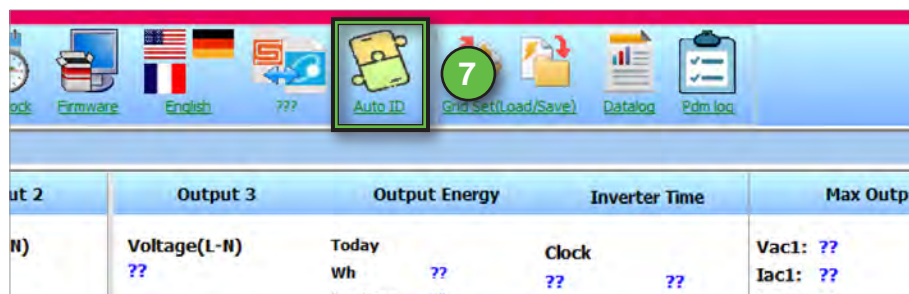 ock Firmware English ??? Auto ID 7 Grid Set(Load/Save) Datalog Pdm log
ut 2 Output 3 Output Energy Inverter Time Max Outp
N) Voltage(L-N) Today Clock Vac1: ??
?? Wh ?? ?? ?? Iac1: ??